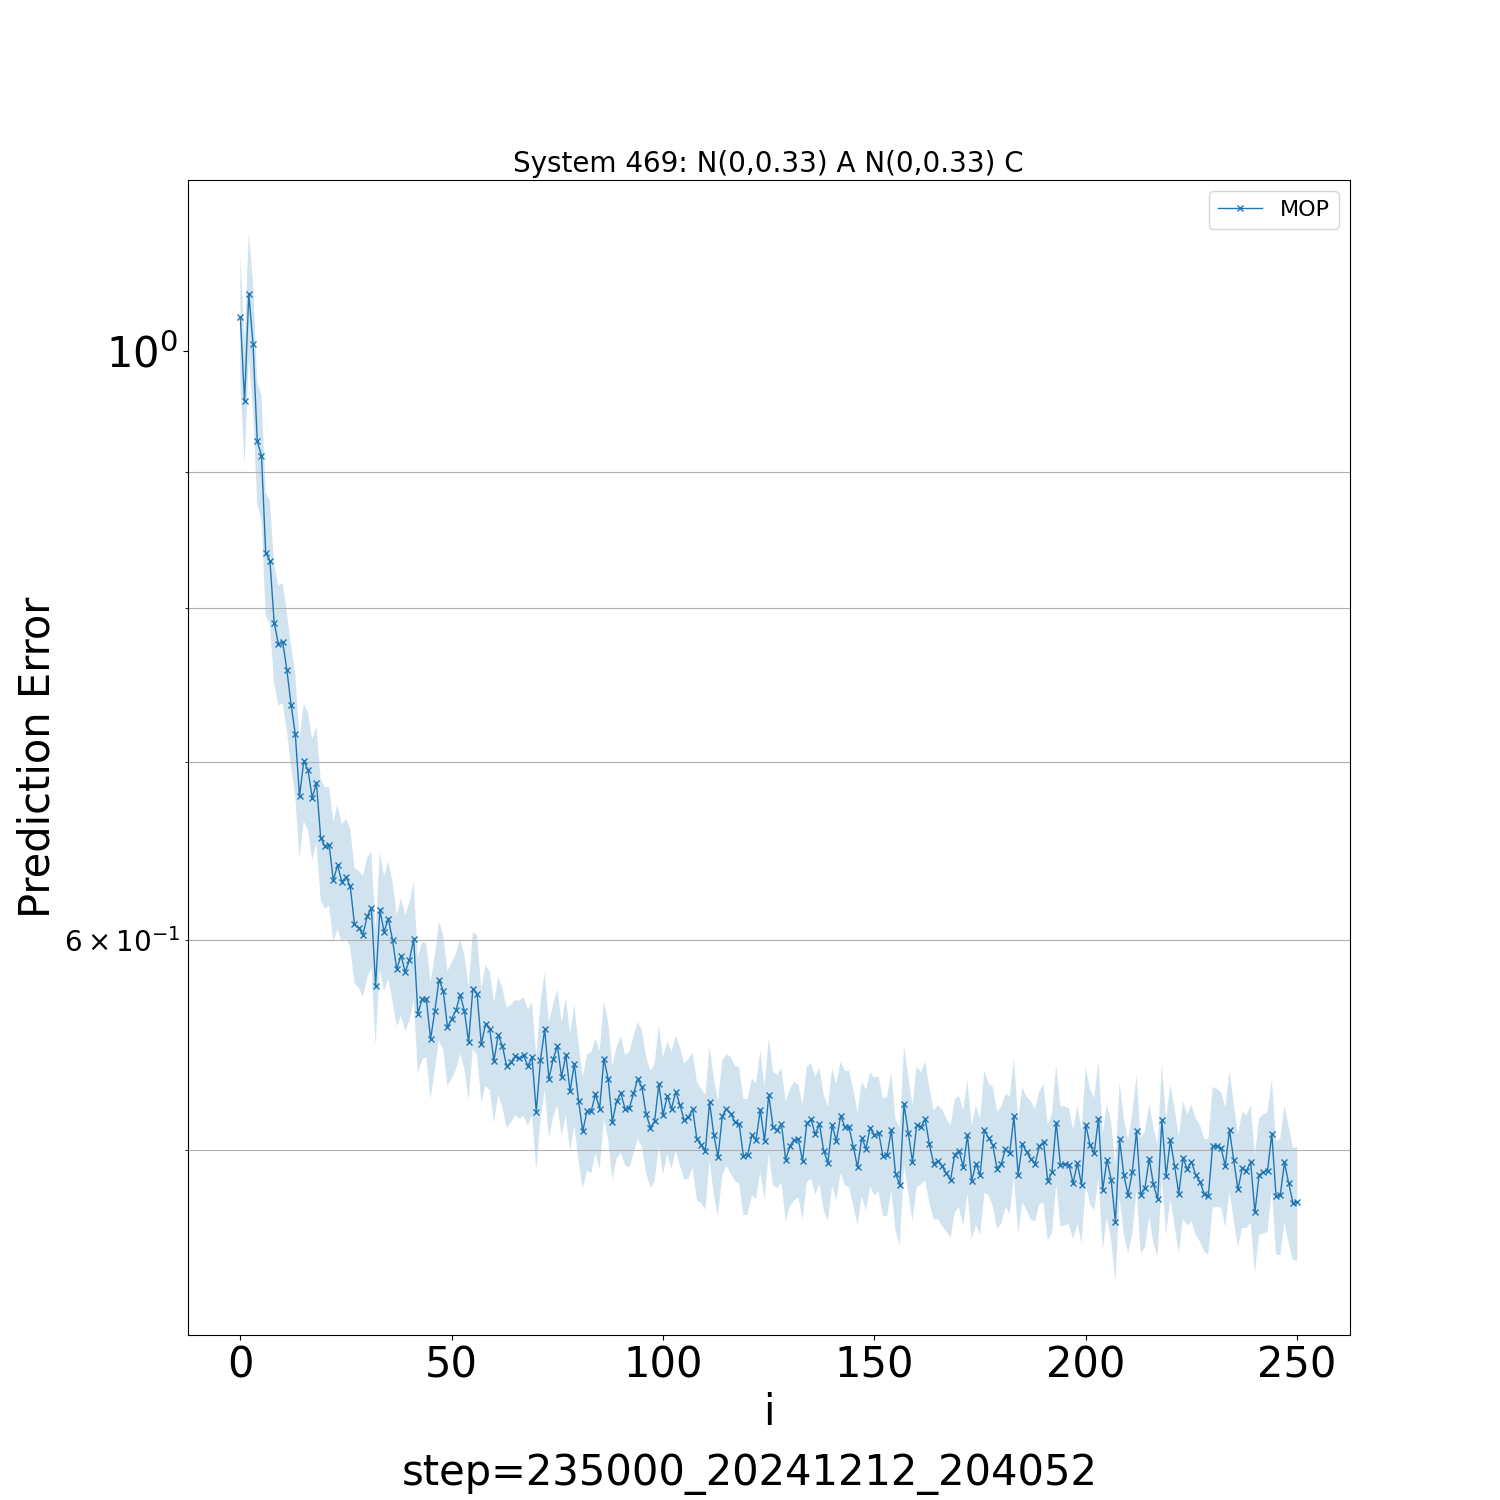 System 469: N(0,0.33) A N(0,0.33) C
MOP
10⁰
6 × 10⁻¹
Prediction Error
0 50 100 150 200 250
i
step=235000_20241212_204052